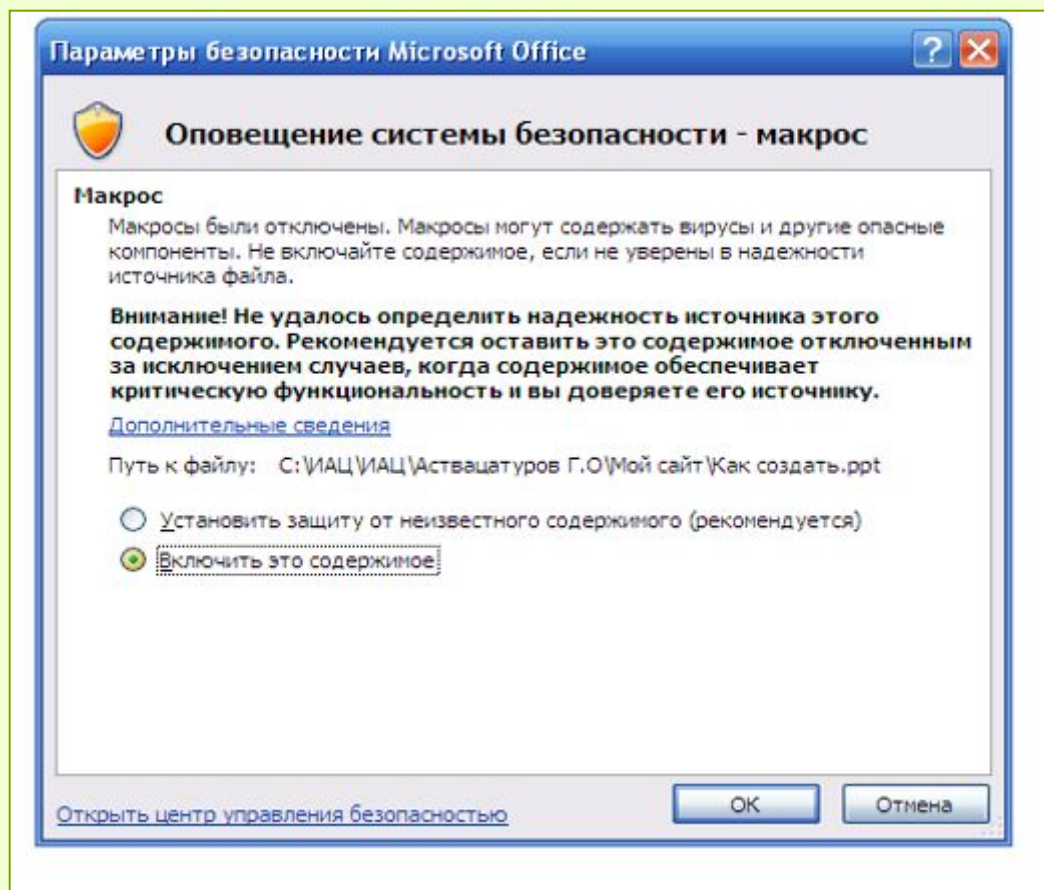 Параметры безопасности Microsoft Office
Оповещение системы безопасности - макрос
Макрос
Макросы были отключены. Макросы могут содержать вирусы и другие опасные
компоненты. Не включайте содержимое, если не уверены в надежности
источника файла.
Внимание! Не удалось определить надежность источника этого
содержимого. Рекомендуется оставить это содержимое отключенным
за исключением случаев, когда содержимое обеспечивает
критическую функциональность и вы доверяете его источнику.
Дополнительные сведения
Путь к файлу: C:\ИАЦ\ИАЦ\Аствацатуров Г.О\Мой сайт\Как создать.ppt
Установить защиту от неизвестного содержимого (рекомендуется)
Включить это содержимое
Открыть центр управления безопасностью
ОК
Отмена